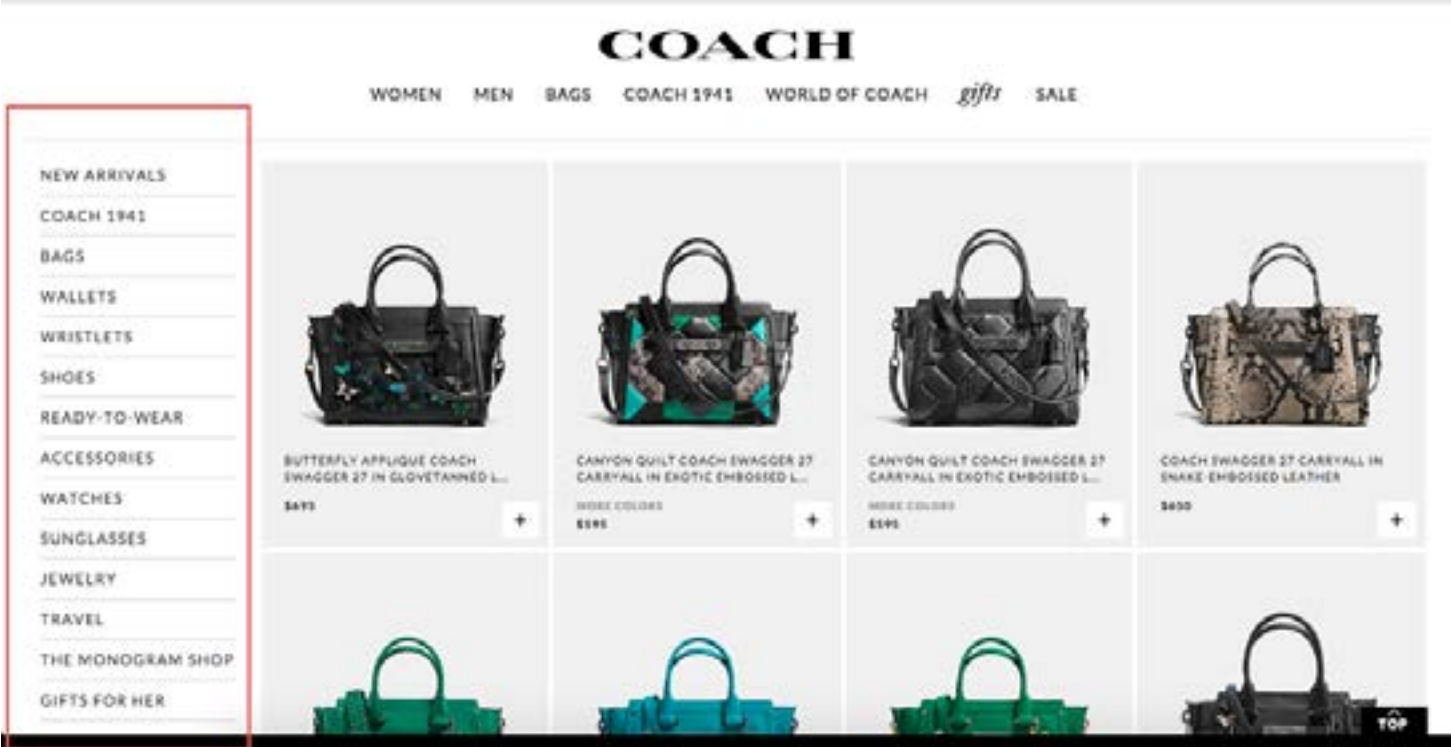 COACH
WOMEN MEN BAGS COACH 1941 WORLD OF COACH gifts SALE
NEW ARRIVALS
COACH 1941
BAGS
WALLETS
WRISTLETS
SHOES
READY-TO-WEAR
ACCESSORIES
WATCHES
SUNGLASSES
JEWELRY
TRAVEL
THE MONOGRAM SHOP
GIFTS FOR HER
BUTTERFLY APPLIQUE COACH
SWAGGER 27 IN GLOVETANNED L...
$695
+
CANYON QUILT COACH SWAGGER 27
CARRYALL IN EXOTIC EMBOSSED L...
MORE COLORS
$595
+
CANYON QUILT COACH SWAGGER 27
CARRYALL IN EXOTIC EMBOSSED L...
MORE COLORS
$595
+
COACH SWAGGER 27 CARRYALL IN
SNAKE-EMBOSSED LEATHER
$650
+
TOP